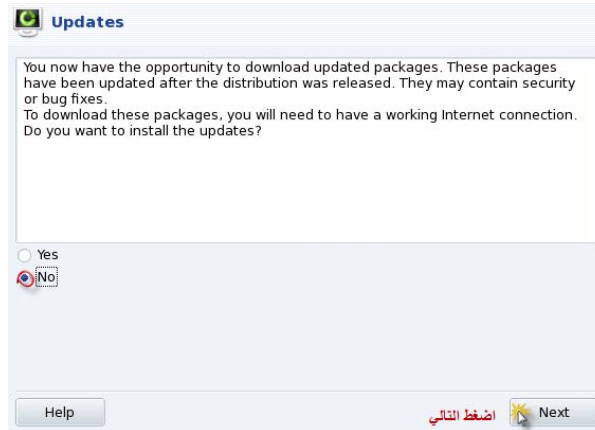 Updates
You now have the opportunity to download updated packages. These packages
have been updated after the distribution was released. They may contain security
or bug fixes.
To download these packages, you will need to have a working Internet connection.
Do you want to install the updates?
Yes
No
Help
اضغط التالي
Next